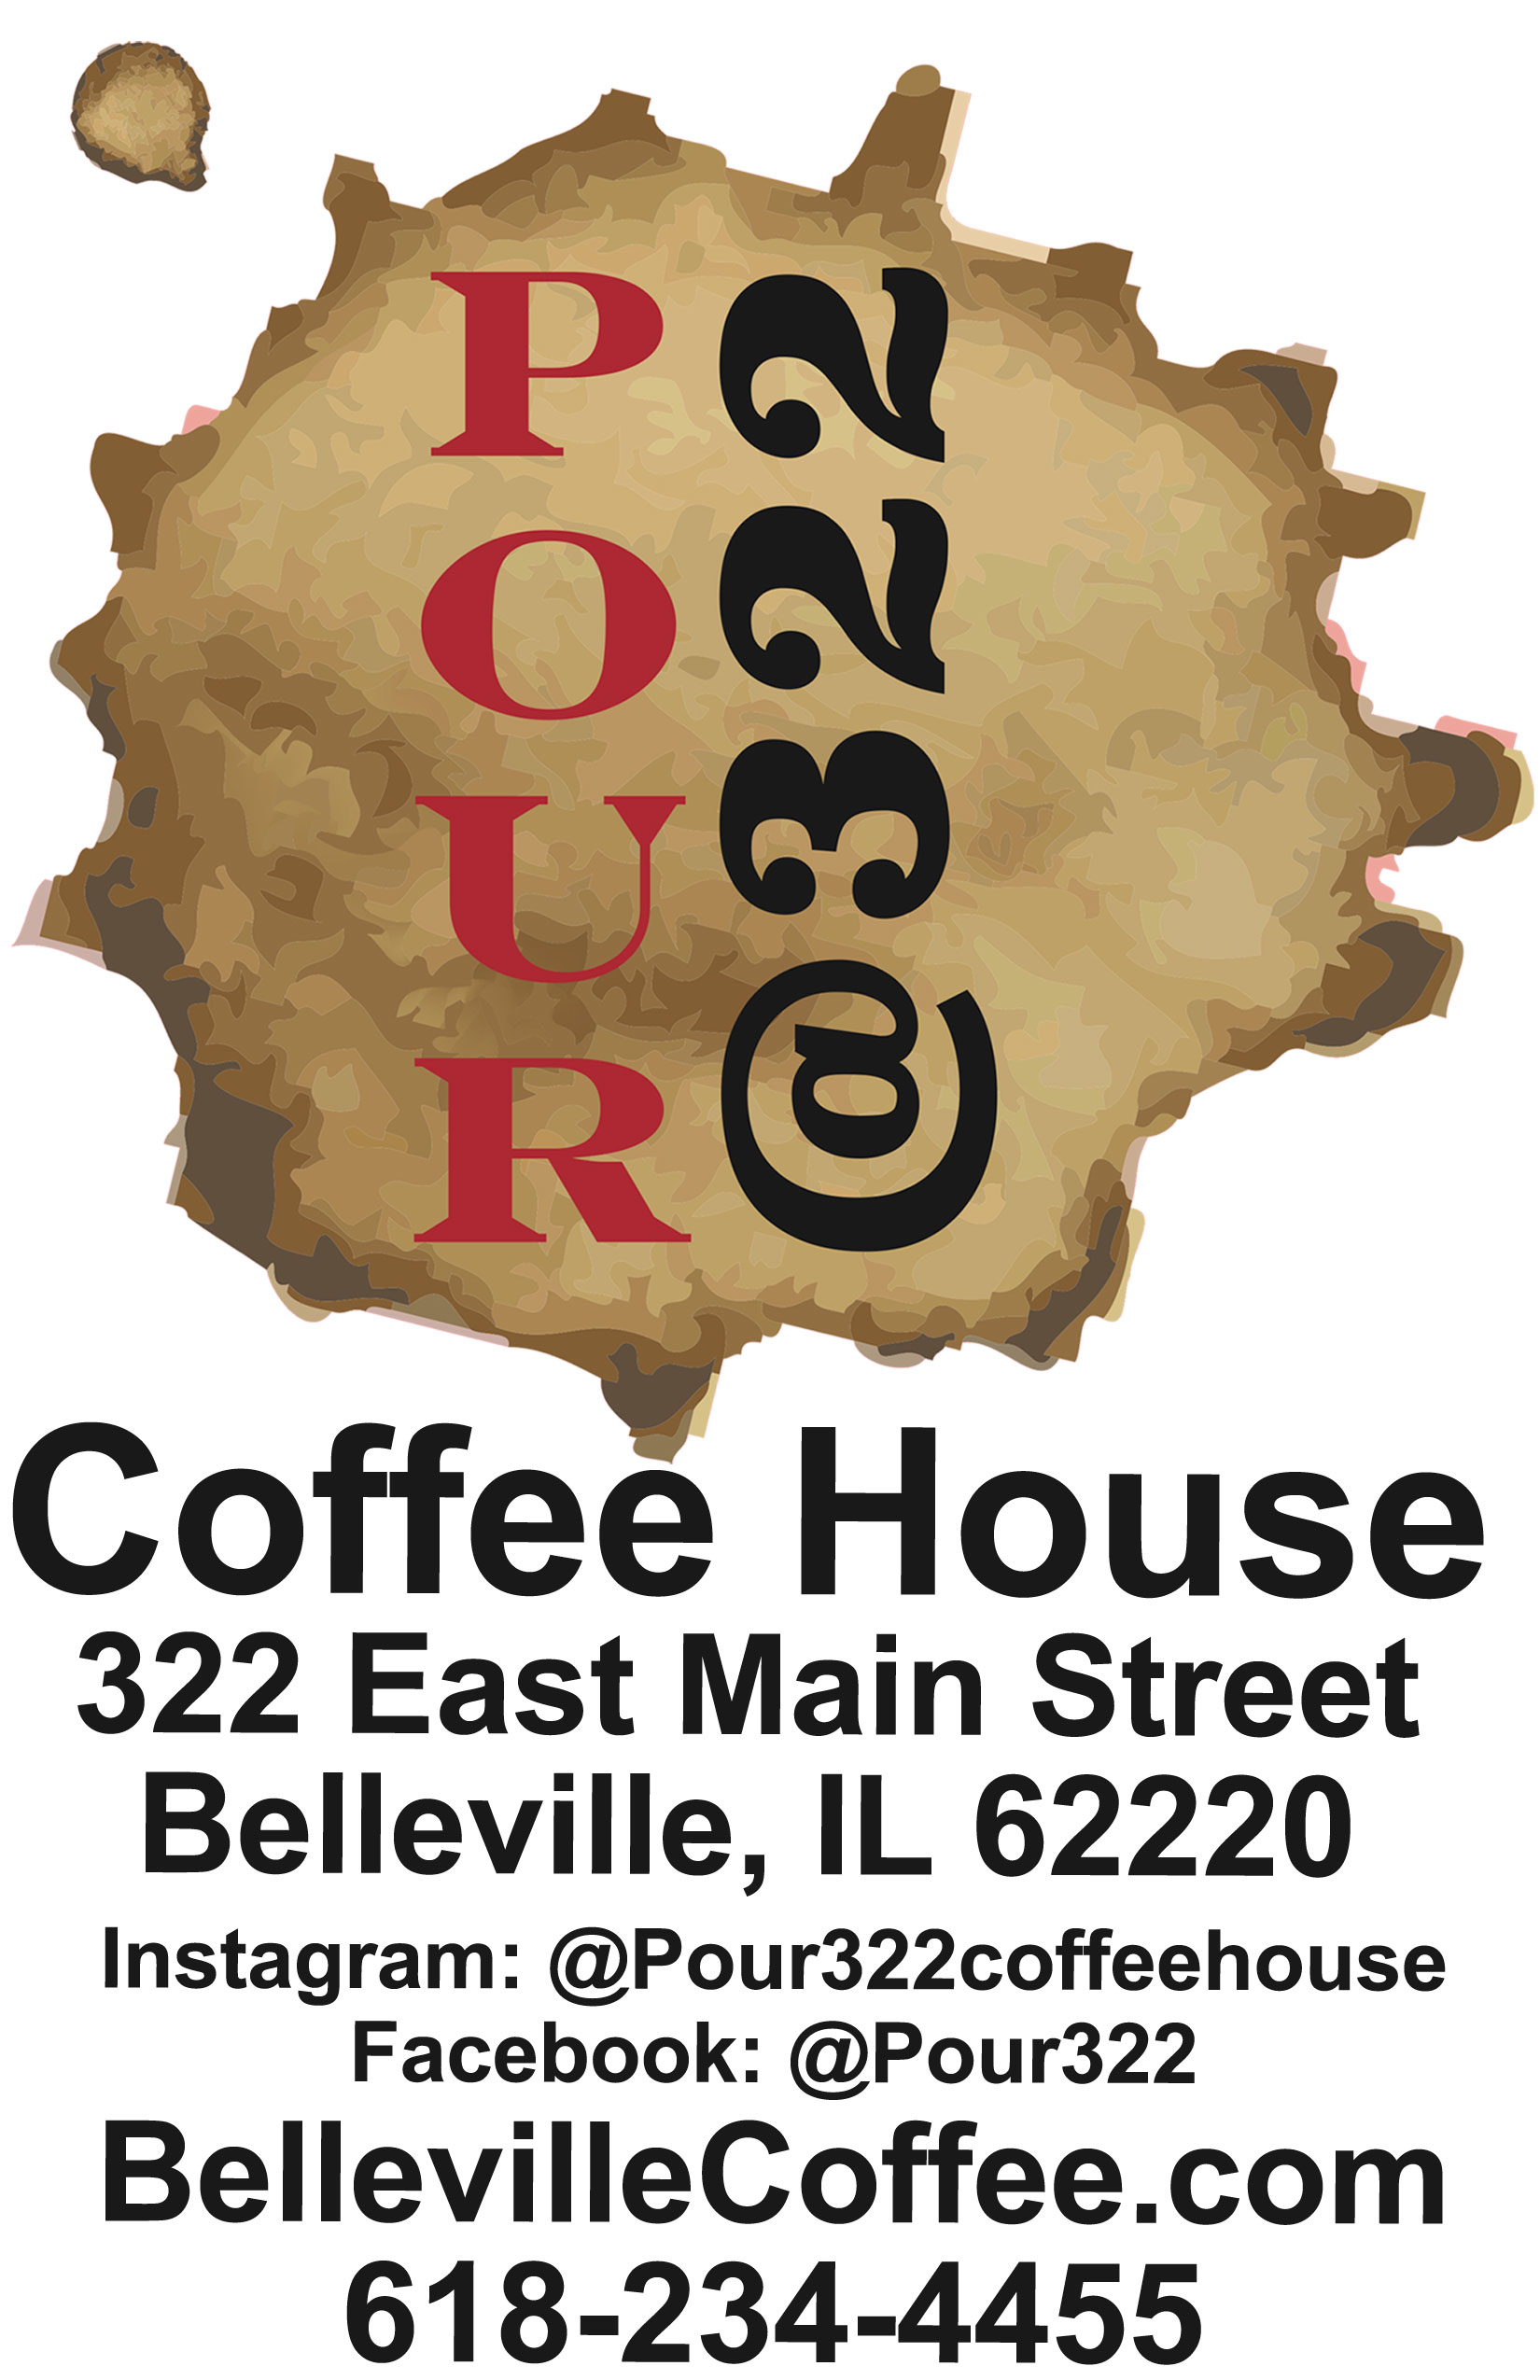 POUR
@322
Coffee House
322 East Main Street
Belleville, IL 62220
Instagram: @Pour322coffeehouse
Facebook: @Pour322
BellevilleCoffee.com
618-234-4455